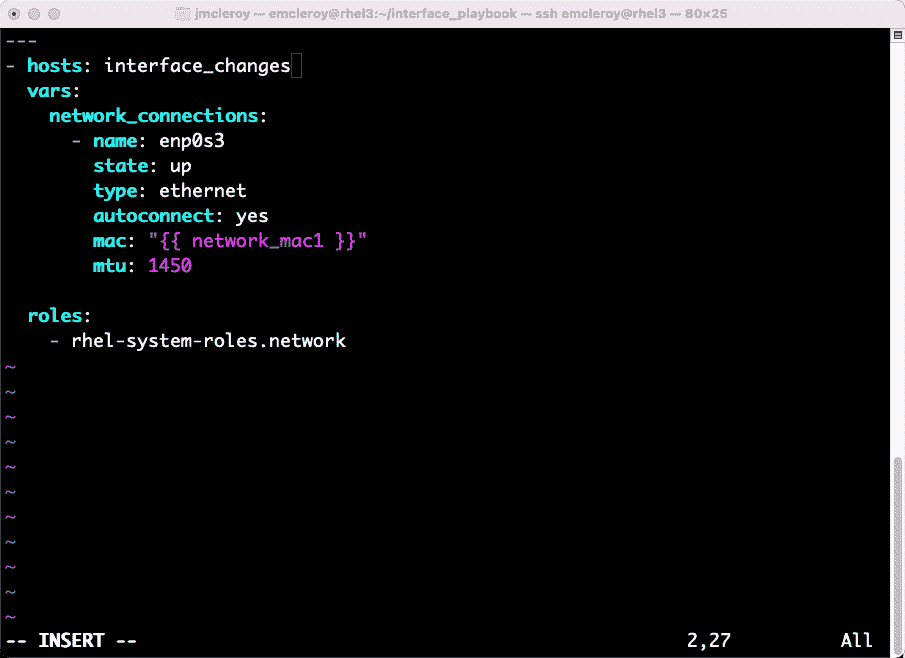 jmcleroy — emcleroy@rhel3:~/interface_playbook — ssh emcleroy@rhel3 — 80×25
---
- hosts: interface_changes
  vars:
    network_connections:
      - name: enp0s3
        state: up
        type: ethernet
        autoconnect: yes
        mac: "{{ network_mac1 }}"
        mtu: 1450

  roles:
    - rhel-system-roles.network
~
~
~
~
~
~
~
~
~
~
~
-- INSERT -- 2,27 All